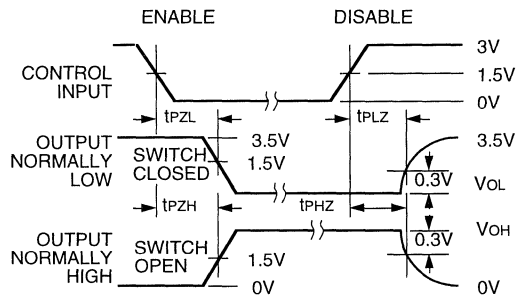 ENABLE DISABLE
3V
CONTROL INPUT 1.5V
0V
tPZL tPLZ
OUTPUT NORMALLY LOW
SWITCH CLOSED
3.5V
1.5V
3.5V
0.3V VOL
tPZH tPHZ
VOH
0.3V
OUTPUT NORMALLY HIGH
SWITCH OPEN
1.5V
0V
0V